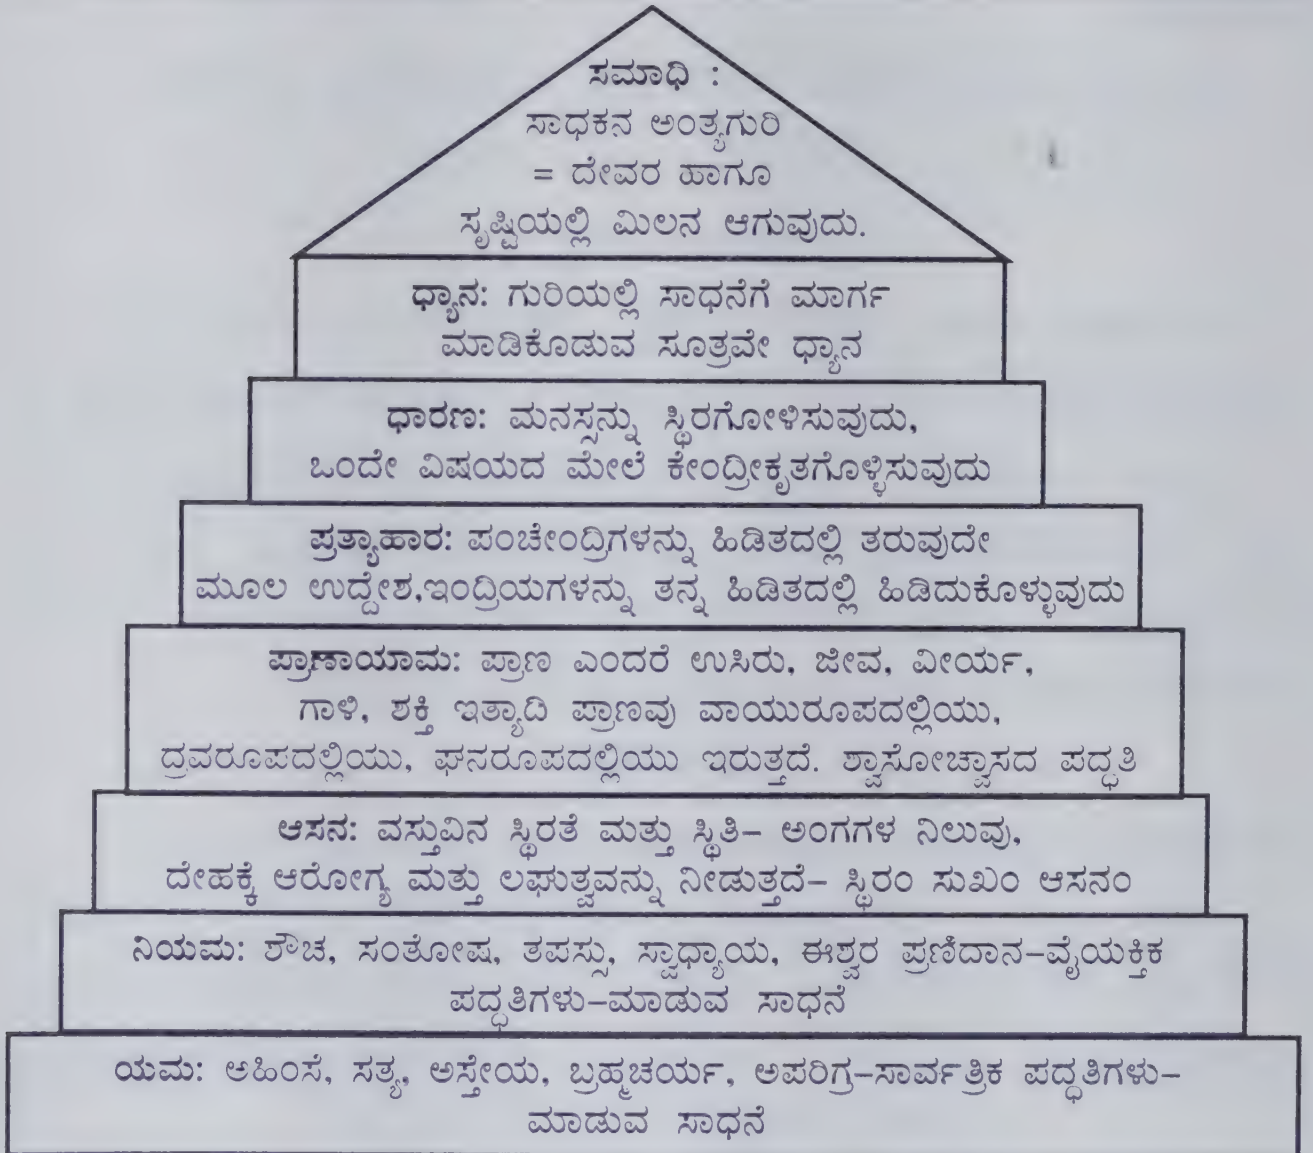 ಸಮಾಧಿ :
ಸಾಧಕನ ಅಂತ್ಯಗುರಿ
= ದೇವರ ಹಾಗೂ
ಸೃಷ್ಟಿಯಲ್ಲಿ ಮಿಲನ ಆಗುವುದು.
ಧ್ಯಾನ: ಗುರಿಯಲ್ಲಿ ಸಾಧನೆಗೆ ಮಾರ್ಗ
ಮಾಡಿಕೊಡುವ ಸೂತ್ರವೇ ಧ್ಯಾನ
ಧಾರಣ: ಮನಸ್ಸನ್ನು ಸ್ಥಿರಗೋಳಿಸುವುದು,
ಒಂದೇ ವಿಷಯದ ಮೇಲೆ ಕೇಂದ್ರೀಕೃತಗೊಳ್ಳಿಸುವುದು
ಪ್ರತ್ಯಾಹಾರ: ಪಂಚೇಂದ್ರಿಗಳನ್ನು ಹಿಡಿತದಲ್ಲಿ ತರುವುದೇ
ಮೂಲ ಉದ್ದೇಶ,ಇಂದ್ರಿಯಗಳನ್ನು ತನ್ನ ಹಿಡಿತದಲ್ಲಿ ಹಿಡಿದುಕೊಳ್ಳುವುದು
ಪ್ರಾಣಾಯಾಮ: ಪ್ರಾಣ ಎಂದರೆ ಉಸಿರು, ಜೀವ, ವೀರ್ಯ,
ಗಾಳಿ, ಶಕ್ತಿ ಇತ್ಯಾದಿ ಪ್ರಾಣವು ವಾಯುರೂಪದಲ್ಲಿಯು,
ದ್ರವರೂಪದಲ್ಲಿಯು, ಘನರೂಪದಲ್ಲಿಯು ಇರುತ್ತದೆ. ಶ್ವಾಸೋಚ್ವಾಸದ ಪದ್ಧತಿ
ಆಸನ: ವಸ್ತುವಿನ ಸ್ಥಿರತೆ ಮತ್ತು ಸ್ಥಿತಿ– ಅಂಗಗಳ ನಿಲುವು,
ದೇಹಕ್ಕೆ ಆರೋಗ್ಯ ಮತ್ತು ಲಘುತ್ವವನ್ನು ನೀಡುತ್ತದೆ– ಸ್ಥಿರಂ ಸುಖಂ ಆಸನಂ
ನಿಯಮ: ಶೌಚ, ಸಂತೋಷ, ತಪಸ್ಸು, ಸ್ವಾಧ್ಯಾಯ, ಈಶ್ವರ ಪ್ರಣಿದಾನ–ವೈಯಕ್ತಿಕ
ಪದ್ಧತಿಗಳು–ಮಾಡುವ ಸಾಧನೆ
ಯಮ: ಅಹಿಂಸೆ, ಸತ್ಯ, ಅಸ್ತೇಯ, ಬ್ರಹ್ಮಚರ್ಯ, ಅಪರಿಗ್ರ–ಸಾರ್ವತ್ರಿಕ ಪದ್ಧತಿಗಳು–
ಮಾಡುವ ಸಾಧನೆ